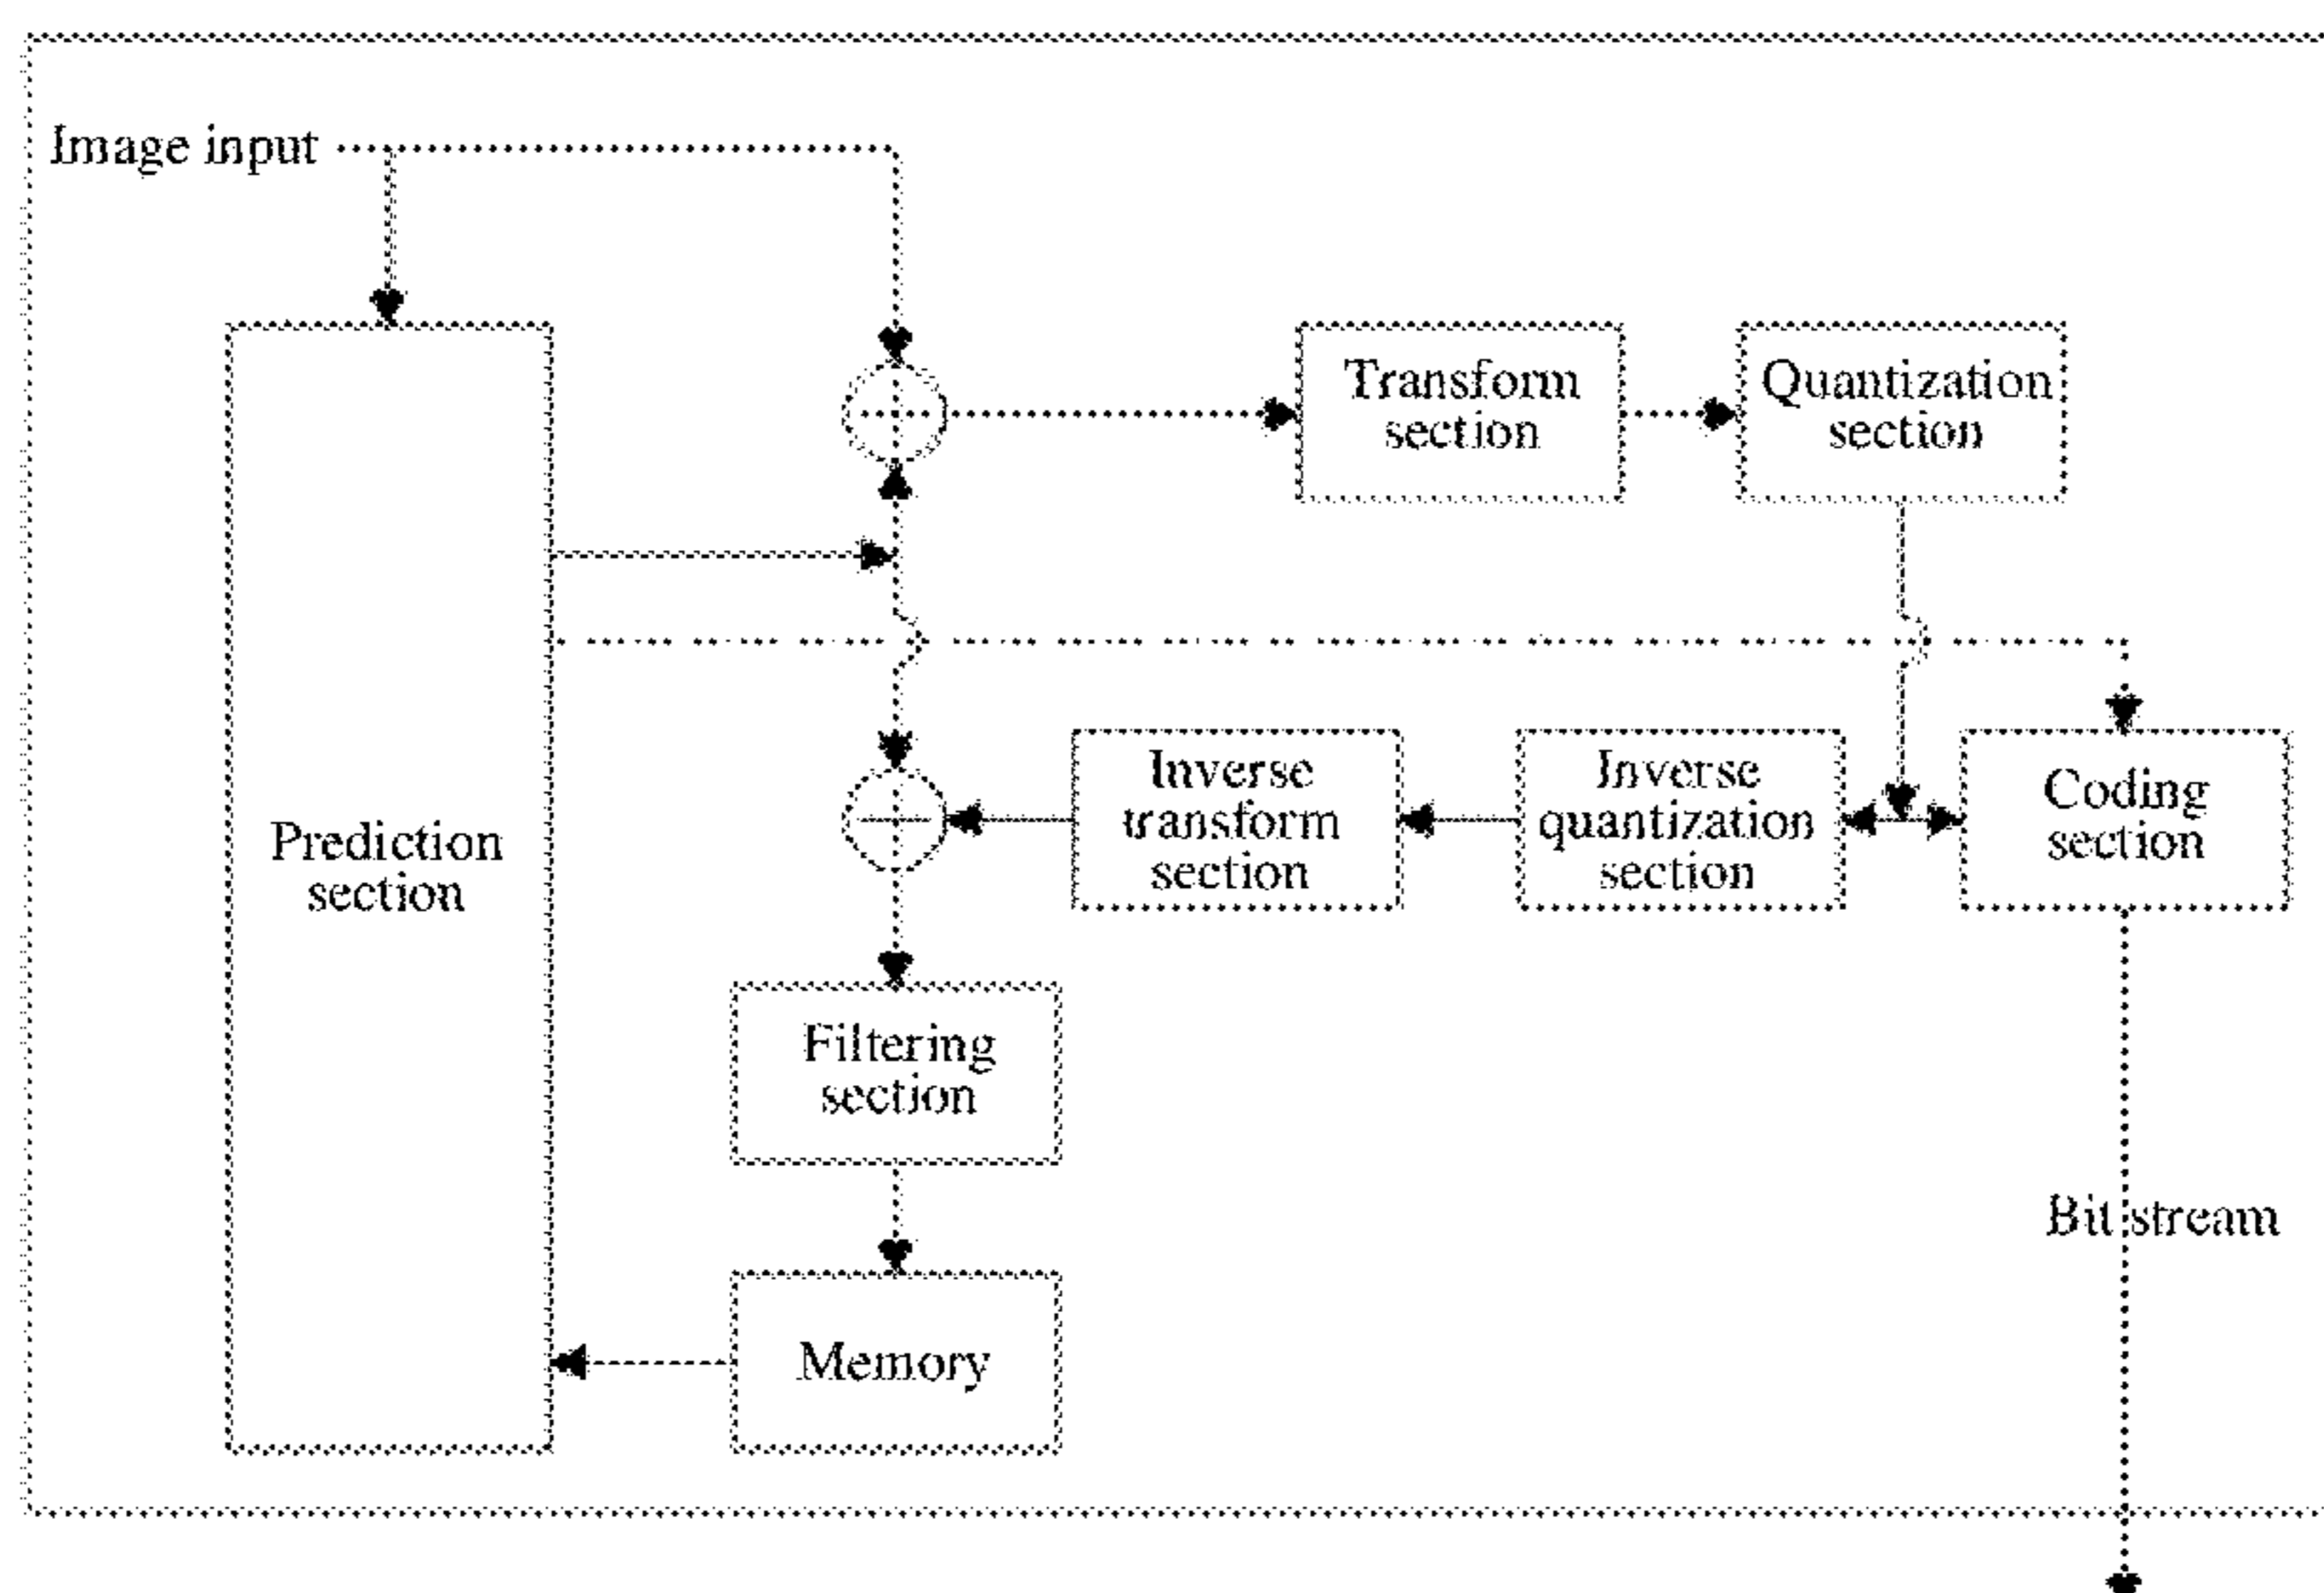 Image input
Transform
section
Quantization
section
Prediction
section
Inverse
transform
section
Inverse
quantization
section
Coding
section
Filtering
section
Bit stream
Memory